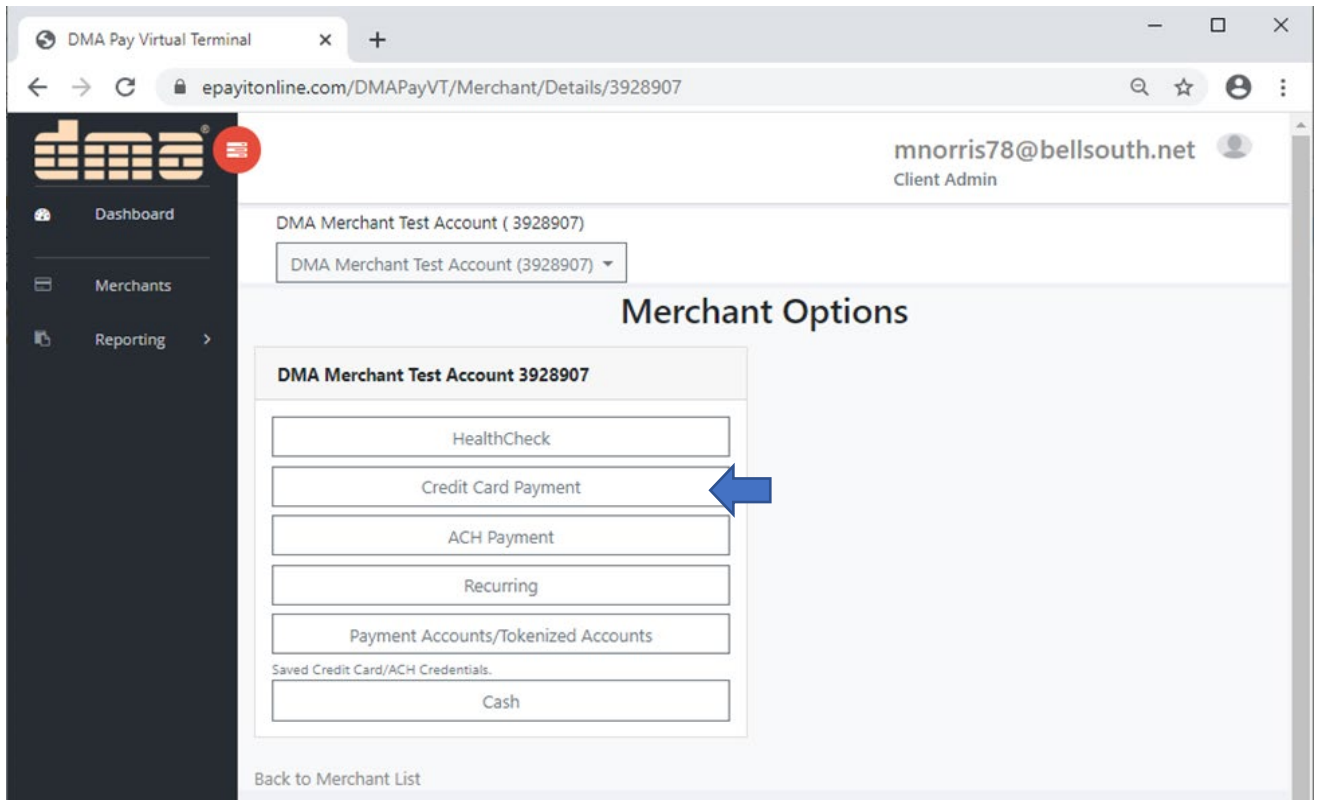 DMA Pay Virtual Terminal
epayitonline.com/DMAPayVT/Merchant/Details/3928907
dma®
mnorris78@bellsouth.net
Client Admin
Dashboard
Merchants
Reporting
DMA Merchant Test Account ( 3928907)
DMA Merchant Test Account (3928907)
Merchant Options
DMA Merchant Test Account 3928907
HealthCheck
Credit Card Payment
ACH Payment
Recurring
Payment Accounts/Tokenized Accounts
Saved Credit Card/ACH Credentials.
Cash
Back to Merchant List